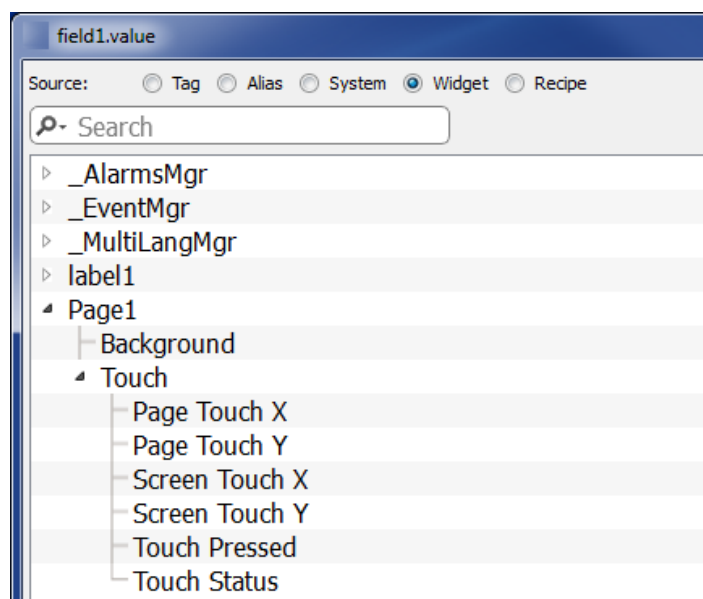 field1.value
Source: Tag Alias System Widget Recipe
Search
_AlarmsMgr
_EventMgr
_MultiLangMgr
label1
Page1
Background
Touch
Page Touch X
Page Touch Y
Screen Touch X
Screen Touch Y
Touch Pressed
Touch Status